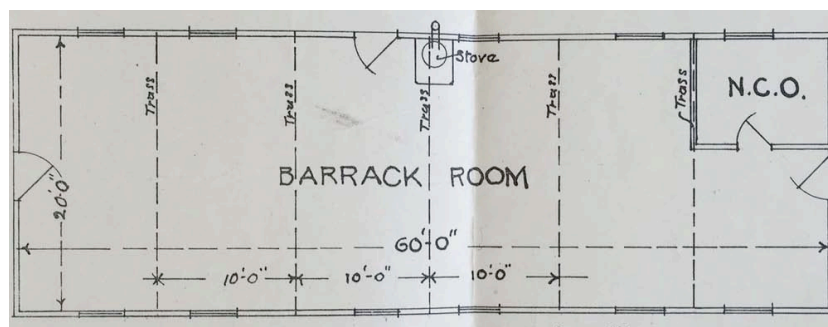 Stove
Truss
Truss
Truss
Truss
Truss
N.C.O.
BARRACK ROOM
20'-0"
60'-0"
10'-0"
10'-0"
10'-0"